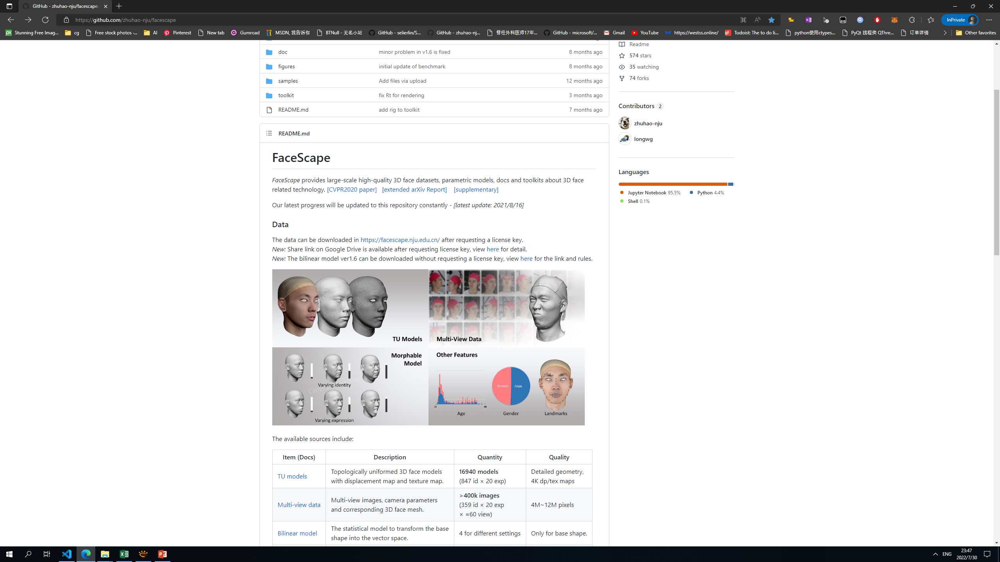 GitHub - zhuhao-nju/facescape:
https://github.com/zhuhao-nju/facescape
InPrivate
Stunning Free Imag...
cg
Free stock photos ·...
AI
Pinterest
New tab
Gumroad
MSDN, 我告诉你
BTNull - 无名小站
GitHub - selierlin/S...
GitHub - zhuhao-nj...
脊柱外科医师17年...
GitHub - microsoft/...
Gmail
YouTube
https://westss.online/
Todoist: The to do li...
python使用ctypes...
PyQt 线程类 QThre...
订单详情
Other favorites
doc minor problem in v1.6 is fixed 8 months ago
figures initial update of benchmark 8 months ago
samples Add files via upload 12 months ago
toolkit fix Rt for rendering 3 months ago
README.md add rig to toolkit 7 months ago
Readme
574 stars
35 watching
74 forks
Contributors 2
zhuhao-nju
longwg
Languages
Jupyter Notebook 95.5% Python 4.4%
Shell 0.1%
README.md
FaceScape
FaceScape provides large-scale high-quality 3D face datasets, parametric models, docs and toolkits about 3D face
related technology. [CVPR2020 paper] [extended arXiv Report] [supplementary]
Our latest progress will be updated to this repository constantly - [latest update: 2021/8/16]
Data
The data can be downloaded in https://facescape.nju.edu.cn/ after requesting a license key.
New: Share link on Google Drive is available after requesting license key, view here for detail.
New: The bilinear model ver1.6 can be downloaded without requesting a license key, view here for the link and rules.
TU Models
Multi-View Data
Morphable
Model
Varying identity
Varying expression
Other Features
Female Male
16 68
Age Gender Landmarks
The available sources include:
Item (Docs) Description Quantity Quality
TU models
Topologically uniformed 3D face models
with displacement map and texture map.
16940 models
(847 id × 20 exp)
Detailed geometry,
4K dp/tex maps
Multi-view data
Multi-view images, camera parameters
and corresponding 3D face mesh.
>400k images
(359 id × 20 exp
× ≈60 view)
4M~12M pixels
Bilinear model
The statistical model to transform the base
shape into the vector space.
4 for different settings
Only for base shape.
ENG
23:47
2022/7/30